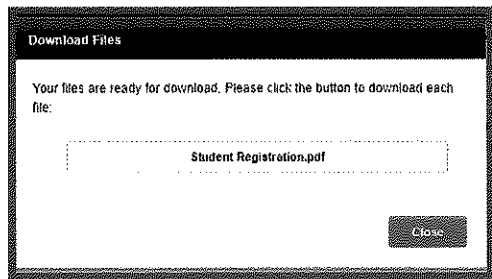 Download Files
Your files are ready for download. Please click the button to download each
file:
Student Registration.pdf
Close